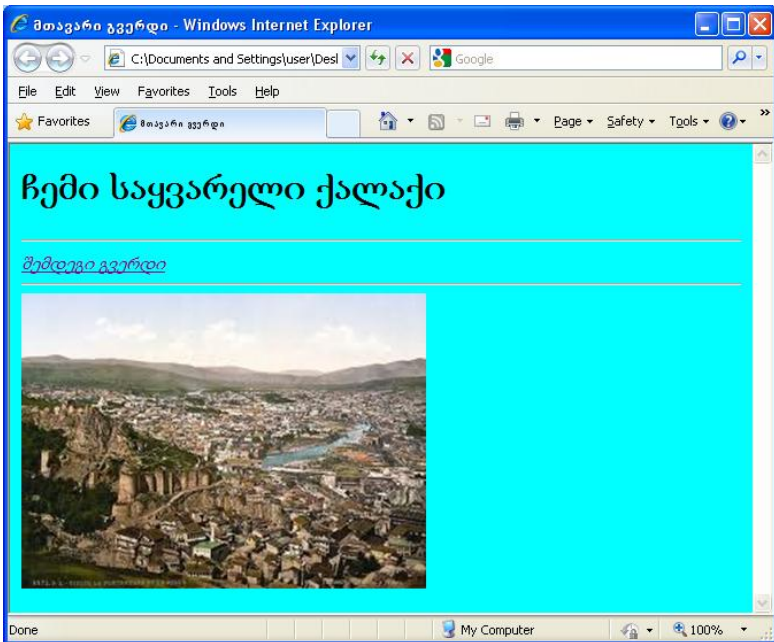 მთავარი გვერდი - Windows Internet Explorer
C:\Documents and Settings\user\Desl
Google
File Edit View Favorites Tools Help
Favorites
მთავარი გვერდი
Page Safety Tools
»
ჩემი საყვარელი ქალაქი
შემდეგი გვერდი
Done
My Computer
100%